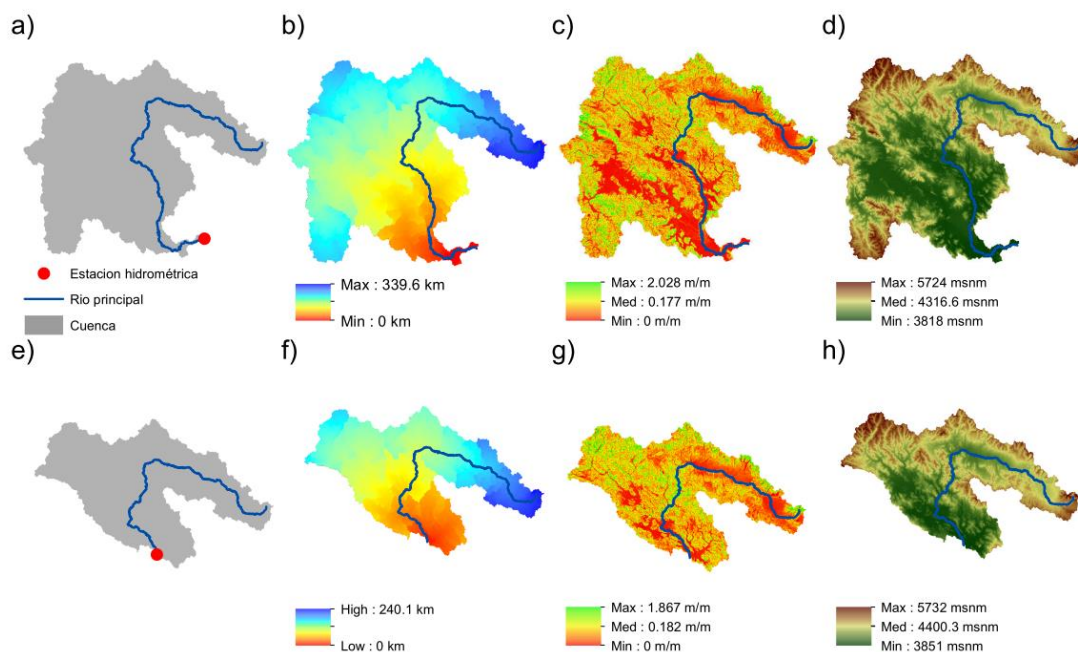 a)
b)
c)
d)
Estacion hidrométrica
Rio principal
Cuenca
Max : 339.6 km
Min : 0 km
Max : 2.028 m/m
Med : 0.177 m/m
Min : 0 m/m
Max : 5724 msnm
Med : 4316.6 msnm
Min : 3818 msnm
e)
f)
g)
h)
High : 240.1 km
Low : 0 km
Max : 1.867 m/m
Med : 0.182 m/m
Min : 0 m/m
Max : 5732 msnm
Med : 4400.3 msnm
Min : 3851 msnm